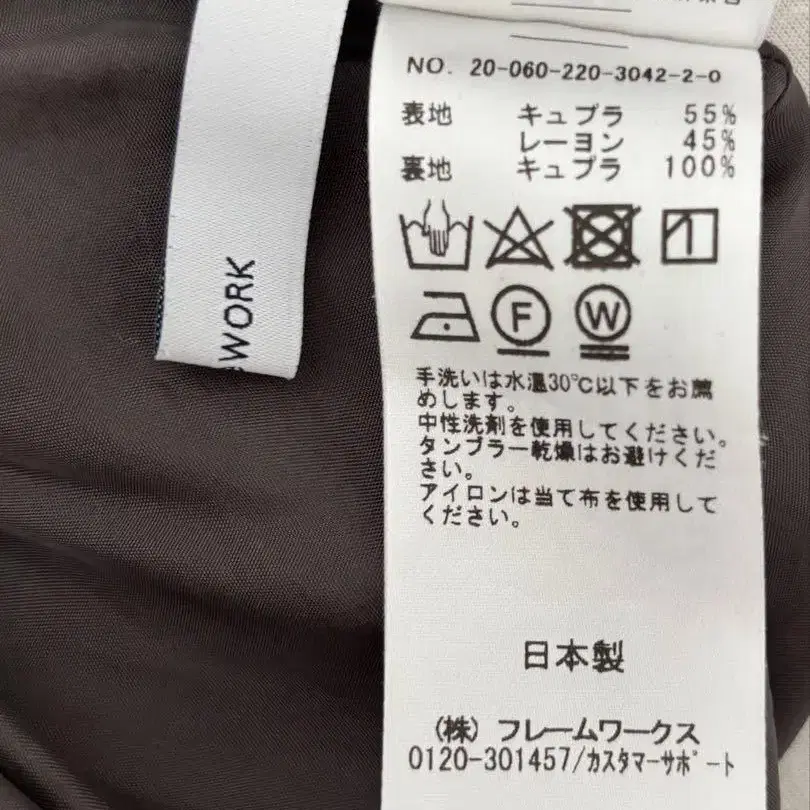 NO. 20-060-220-3042-2-0
表地 キュプラ 55%
レーヨン 45%
裏地 キュプラ 100%
F W
手洗いは水温30℃以下をお薦
めします。
中性洗剤を使用してください。
タンブラー乾燥はお避けくだ
さい。
アイロンは当て布を使用して
ください。
日本製
(株) フレームワークス
0120-301457/カスタマーサポート
WORK